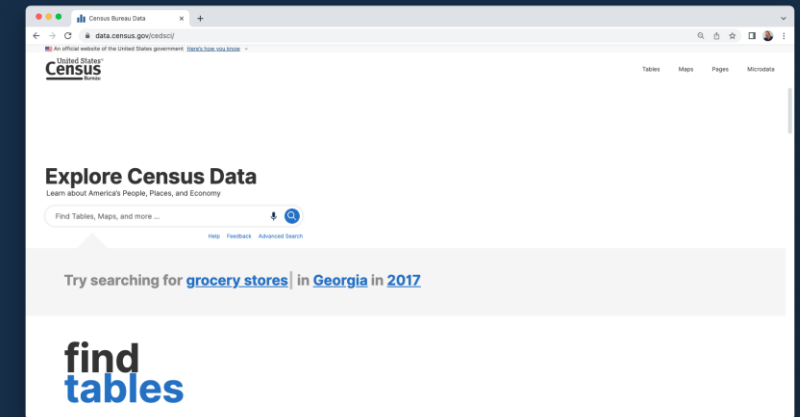 Census Bureau Data
data.census.gov/cedsci/
An official website of the United States government Here's how you know
United States®
Census
Bureau
Tables Maps Pages Microdata
Explore Census Data
Learn about America's People, Places, and Economy
Find Tables, Maps, and more ...
Help Feedback Advanced Search
Try searching for grocery stores in Georgia in 2017
find
tables